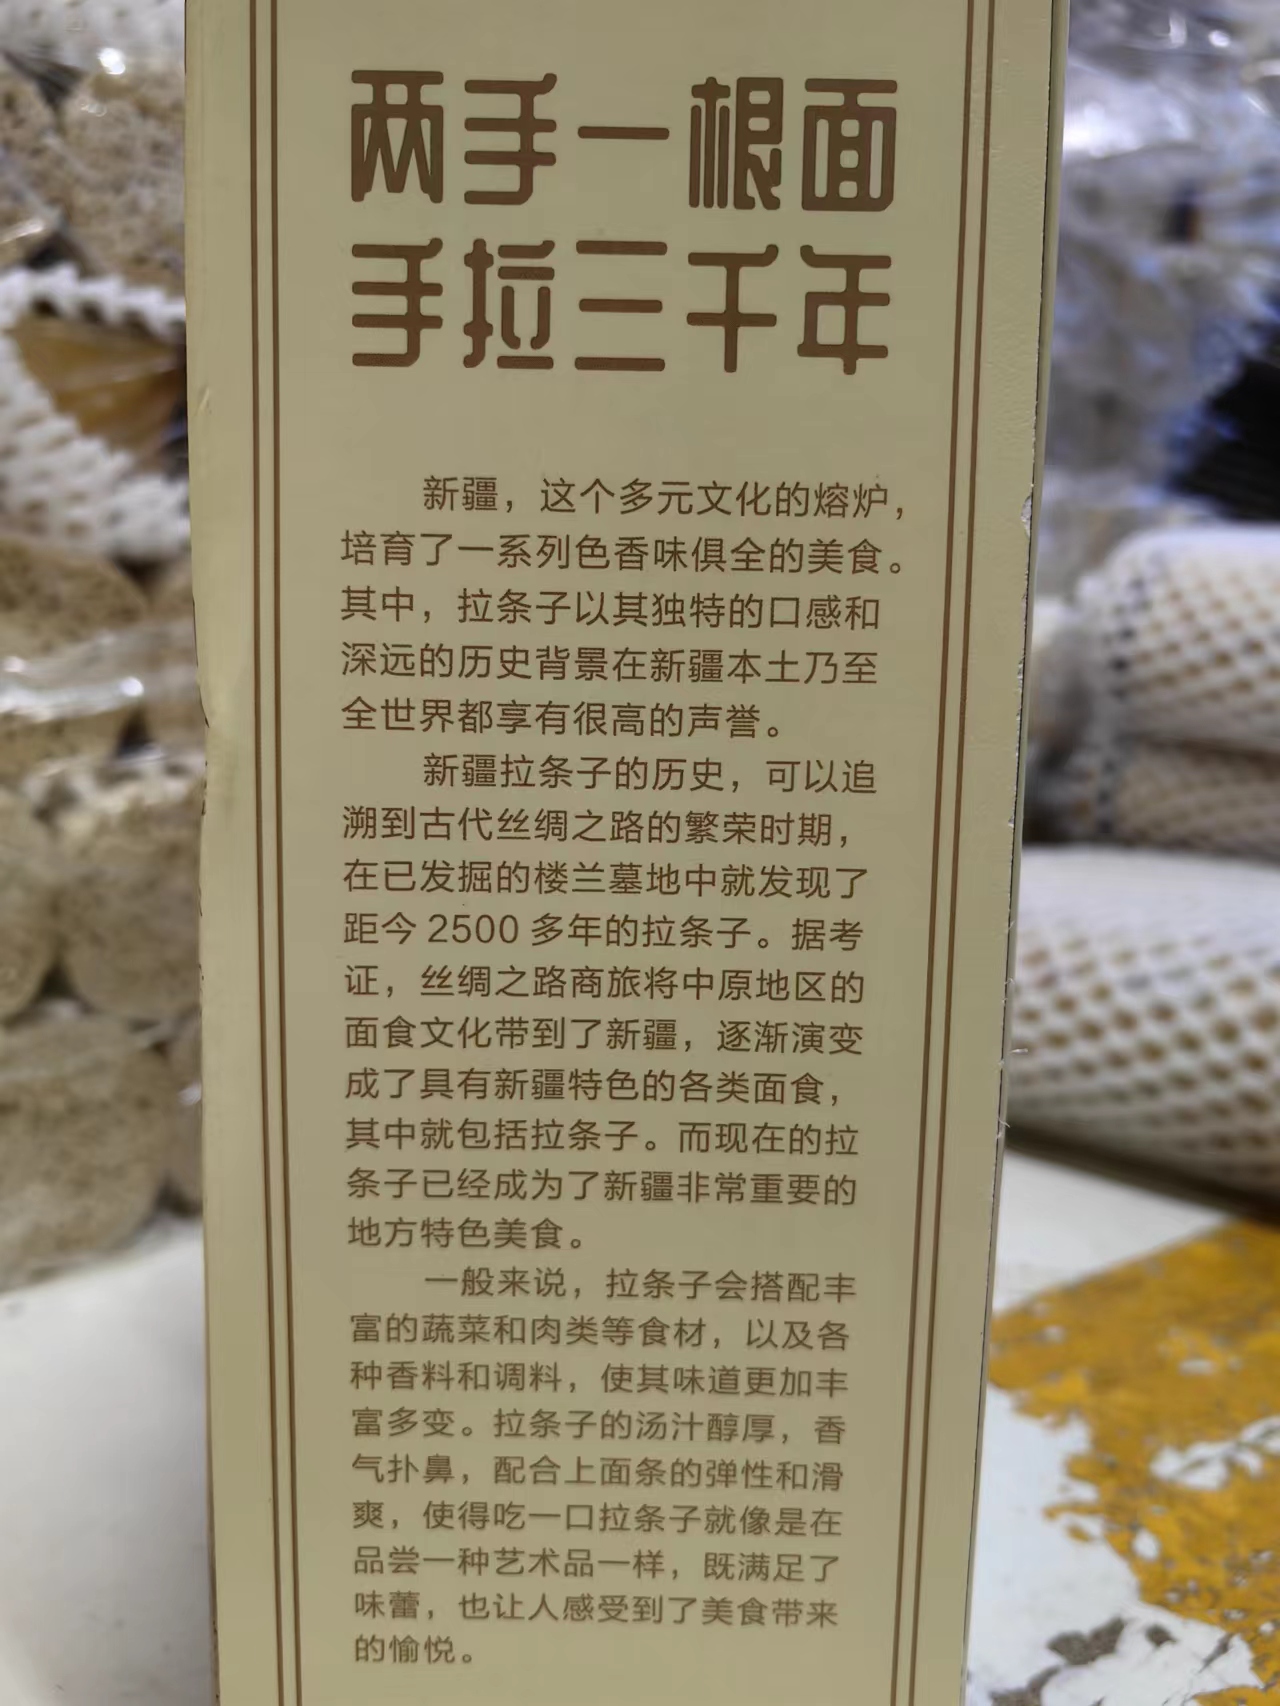 两手一根面
手拉三千年
新疆，这个多元文化的熔炉，
培育了一系列色香味俱全的美食。
其中，拉条子以其独特的口感和
深远的历史背景在新疆本土乃至
全世界都享有很高的声誉。
新疆拉条子的历史，可以追
溯到古代丝绸之路的繁荣时期，
在已发掘的楼兰墓地中就发现了
距今2500多年的拉条子。据考
证，丝绸之路商旅将中原地区的
面食文化带到了新疆，逐渐演变
成了具有新疆特色的各类面食，
其中就包括拉条子。而现在的拉
条子已经成为了新疆非常重要的
地方特色美食。
一般来说，拉条子会搭配丰
富的蔬菜和肉类等食材，以及各
种香料和调料，使其味道更加丰
富多变。拉条子的汤汁醇厚，香
气扑鼻，配合上面条的弹性和滑
爽，使得吃一口拉条子就像是在
品尝一种艺术品一样，既满足了
味蕾，也让人感受到了美食带来
的愉悦。